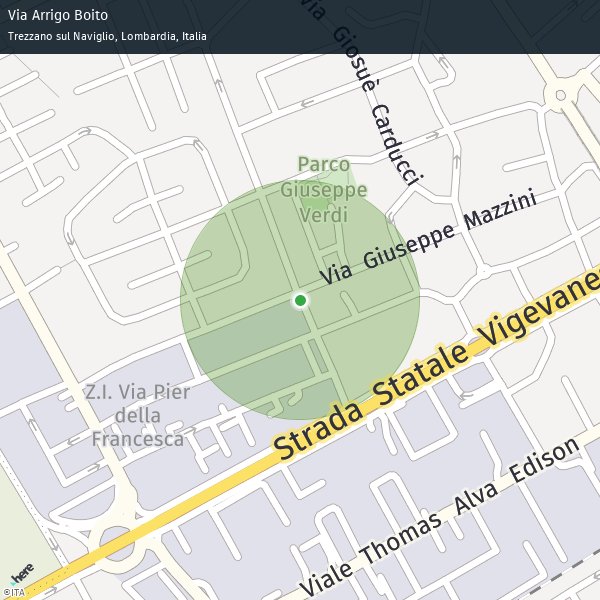 Via Arrigo Boito
Trezzano sul Naviglio, Lombardia, Italia
Via Giosuè Carducci
Parco
Giuseppe
Verdi
Via Giuseppe Mazzini
Strada Statale Vigevane
Z.I. Via Pier
della
Francesca
Viale Thomas Alva Edison
here
©ITA